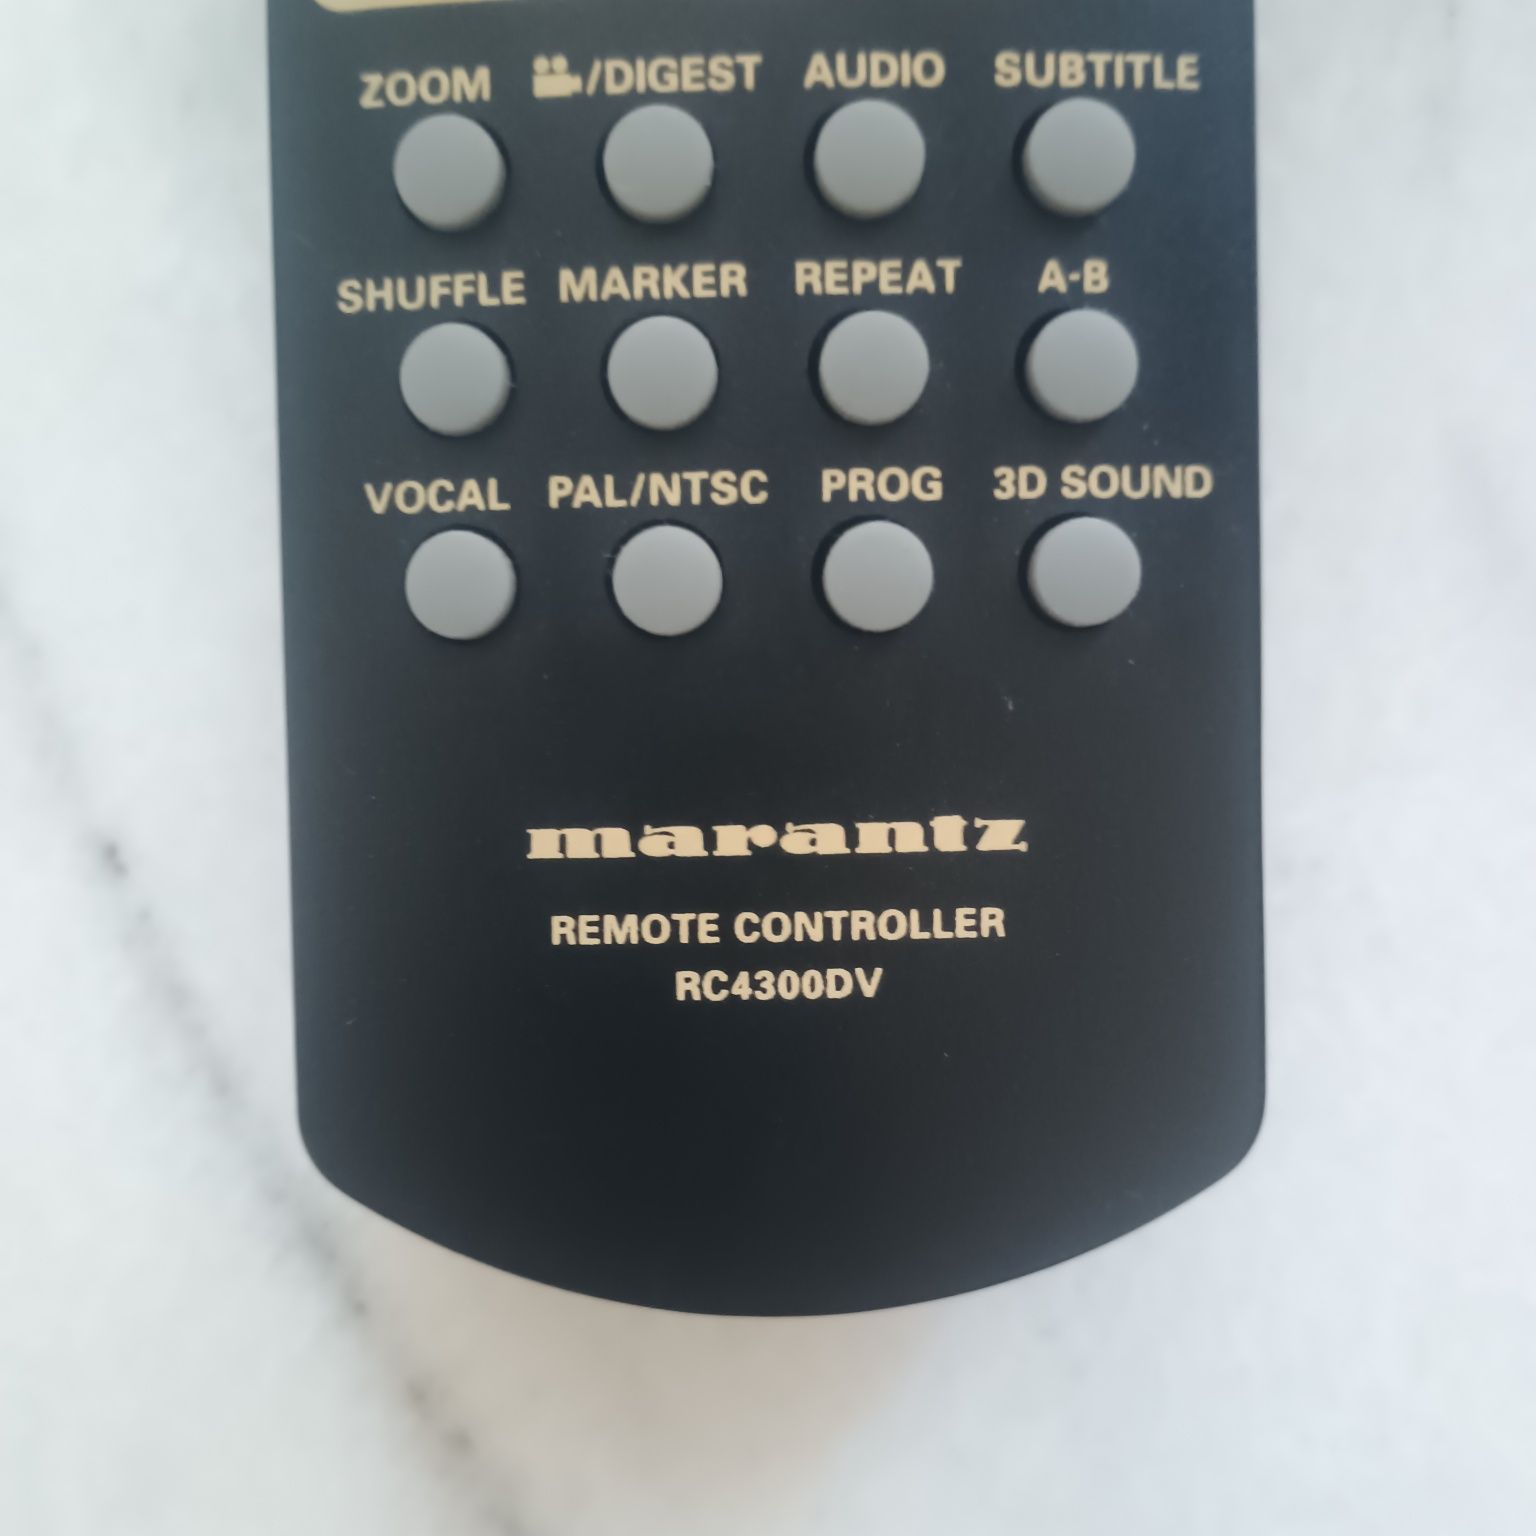 ZOOM /DIGEST AUDIO SUBTITLE
SHUFFLE MARKER REPEAT A-B
VOCAL PAL/NTSC PROG 3D SOUND
marantz
REMOTE CONTROLLER
RC4300DV